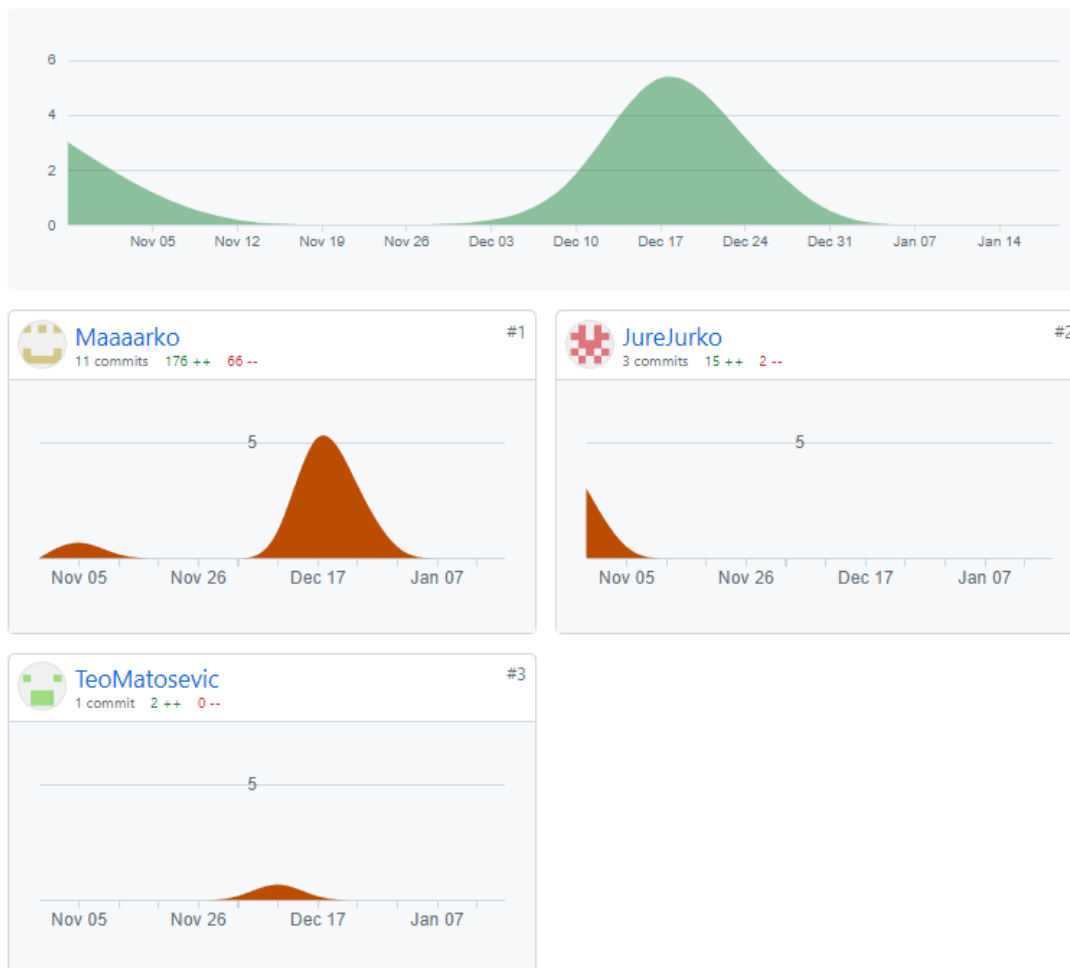 6
4
2
0
Nov 05 Nov 12 Nov 19 Nov 26 Dec 03 Dec 10 Dec 17 Dec 24 Dec 31 Jan 07 Jan 14
Maaaarko #1
11 commits 176 ++ 66 --
5
Nov 05 Nov 26 Dec 17 Jan 07
JureJurko #2
3 commits 15 ++ 2 --
5
Nov 05 Nov 26 Dec 17 Jan 07
TeoMatosevic #3
1 commit 2 ++ 0 --
5
Nov 05 Nov 26 Dec 17 Jan 07